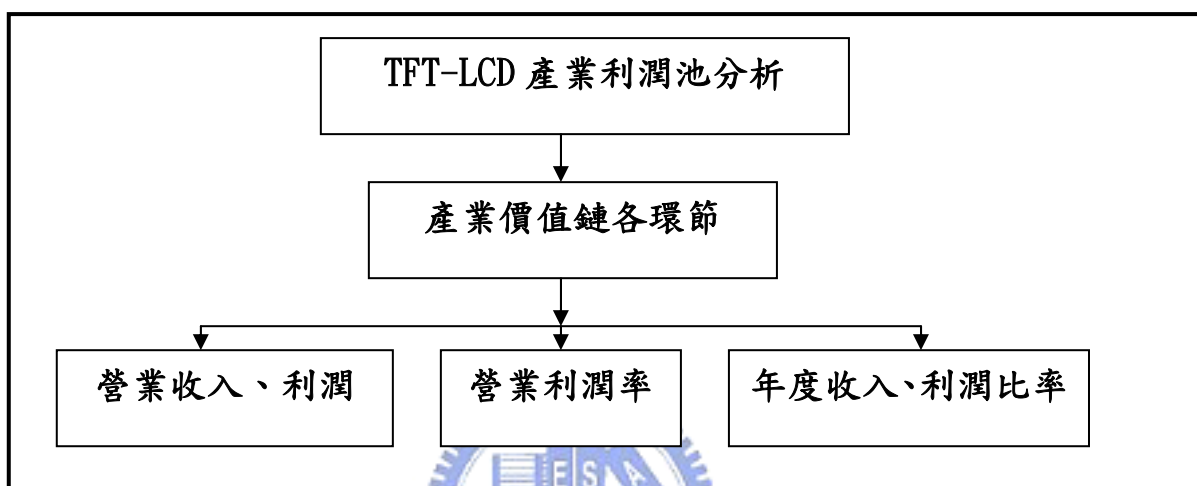 TFT-LCD 產業利潤池分析
產業價值鏈各環節
營業收入、利潤
營業利潤率
年度收入、利潤比率
ESA